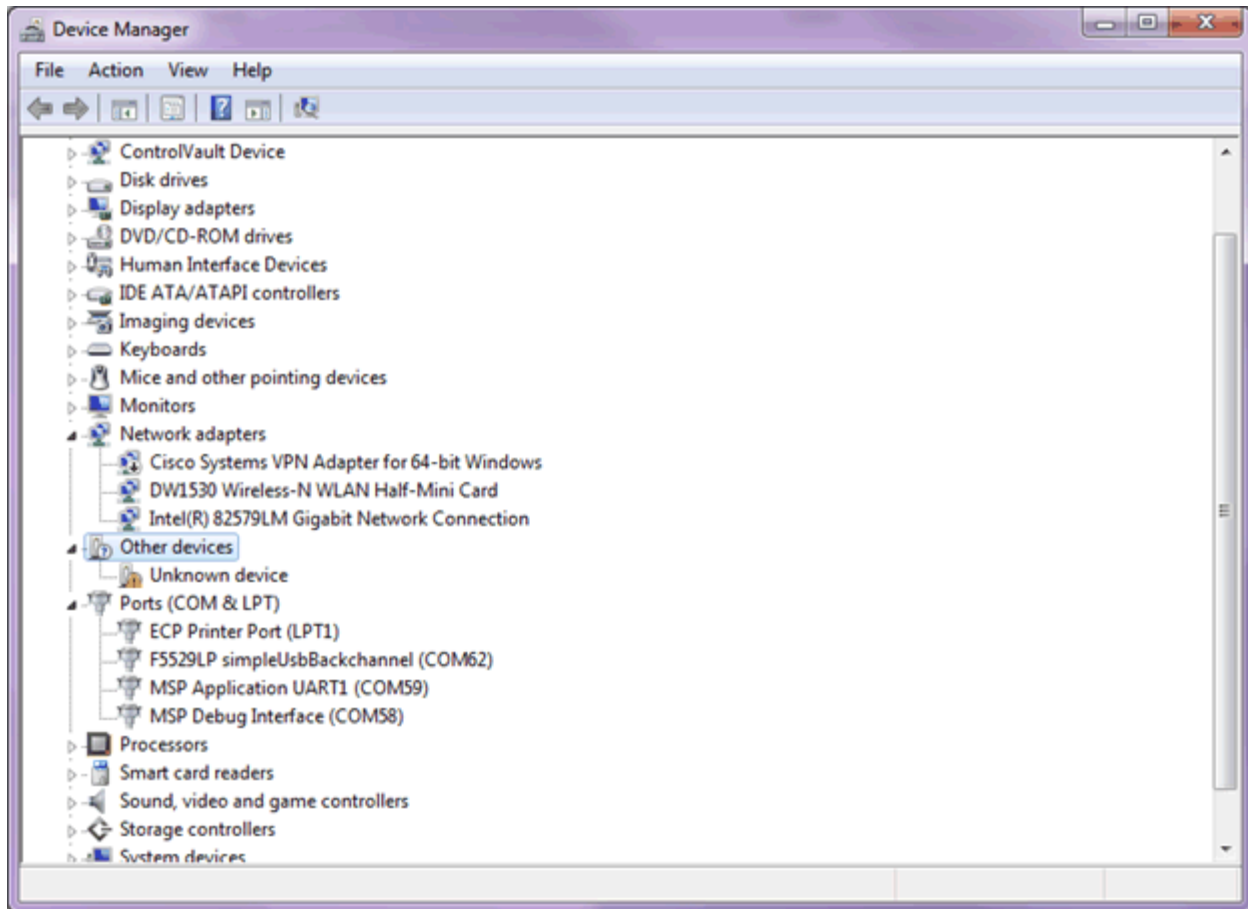 Device Manager
File Action View Help
ControlVault Device
Disk drives
Display adapters
DVD/CD-ROM drives
Human Interface Devices
IDE ATA/ATAPI controllers
Imaging devices
Keyboards
Mice and other pointing devices
Monitors
Network adapters
Cisco Systems VPN Adapter for 64-bit Windows
DW1530 Wireless-N WLAN Half-Mini Card
Intel(R) 82579LM Gigabit Network Connection
Other devices
Unknown device
Ports (COM & LPT)
ECP Printer Port (LPT1)
F5529LP simpleUsbBackchannel (COM62)
MSP Application UART1 (COM59)
MSP Debug Interface (COM58)
Processors
Smart card readers
Sound, video and game controllers
Storage controllers
System devices